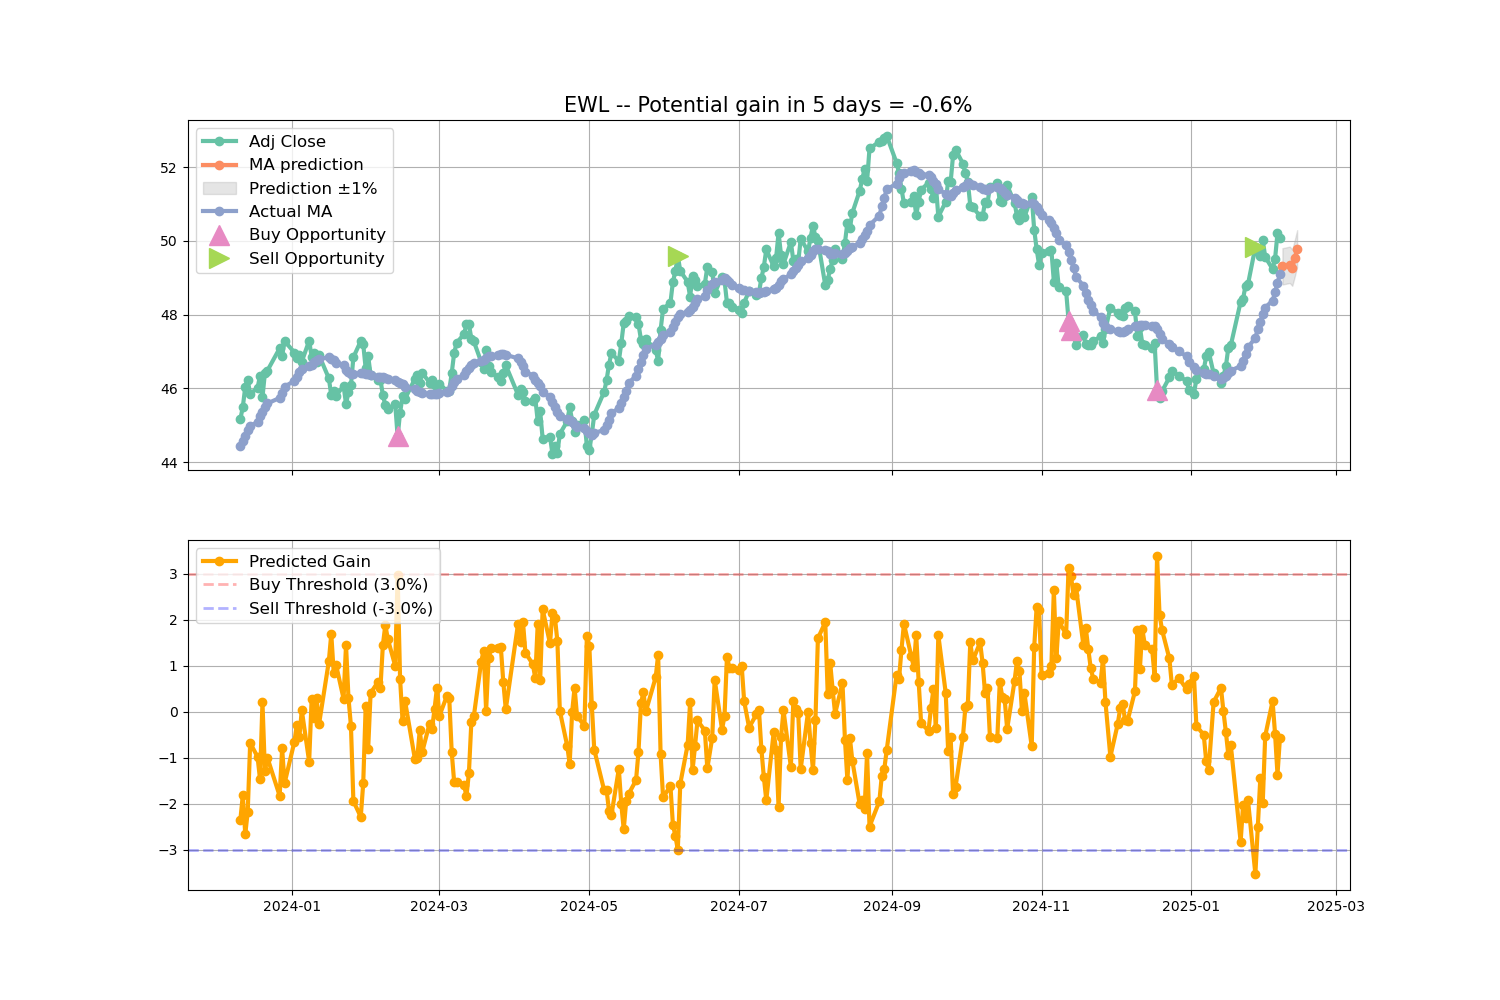 EWL -- Potential gain in 5 days = -0.6%
Adj Close
MA prediction
Prediction ±1%
Actual MA
Buy Opportunity
Sell Opportunity
52
50
48
46
44
Predicted Gain
Buy Threshold (3.0%)
Sell Threshold (-3.0%)
3
2
1
0
−1
−2
−3
2024-01
2024-03
2024-05
2024-07
2024-09
2024-11
2025-01
2025-03